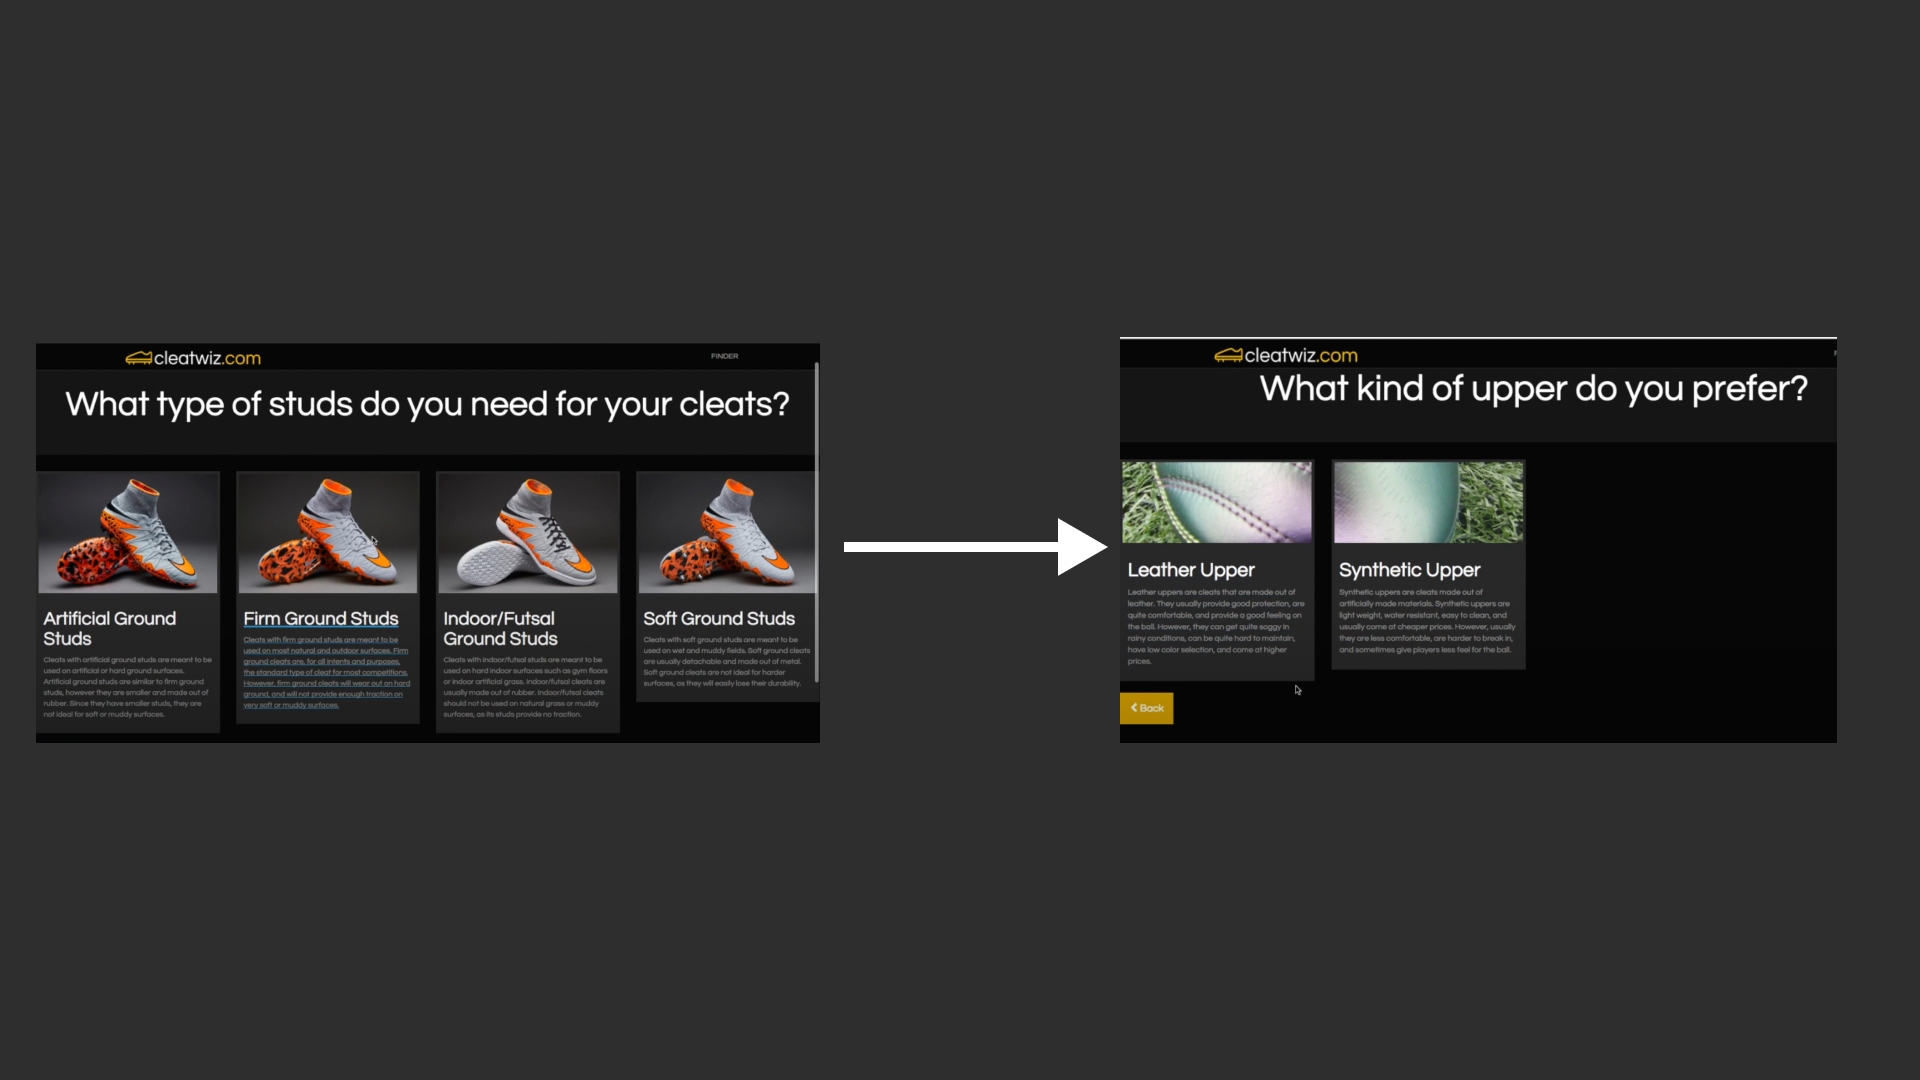 cleatwiz.com
FINDER
What type of studs do you need for your cleats?
Artificial Ground
Studs
Cleats with artificial ground studs are meant to be
used on artificial or hard ground surfaces.
Artificial ground studs are similar to firm ground
studs, however they are smaller and made out of
rubber. Since they have smaller studs, they are
not ideal for soft or muddy surfaces.
Firm Ground Studs
Cleats with firm ground studs are meant to be
used on most natural and outdoor surfaces. Firm
ground cleats are, for all intents and purposes,
the standard type of cleat for most competitions.
However, firm ground cleats will wear out on hard
ground, and will not provide enough traction on
very soft or muddy surfaces.
Indoor/Futsal
Ground Studs
Cleats with indoor/futsal studs are meant to be
used on hard indoor surfaces such as gym floors
or indoor artificial grass. Indoor/futsal cleats are
usually made out of rubber. Indoor/futsal cleats
should not be used on natural grass or muddy
surfaces, as its studs provide no traction.
Soft Ground Studs
Cleats with soft ground studs are meant to be
used on wet and muddy fields. Soft ground cleats
are usually detachable and made out of metal.
Soft ground cleats are not ideal for harder
surfaces, as they will easily lose their durability.
cleatwiz.com
What kind of upper do you prefer?
Leather Upper
Leather uppers are cleats that are made out of
leather. They usually provide good protection, are
quite comfortable, and provide a good feeling on
the ball. However, they can get quite soggy in
rainy conditions, can be quite hard to maintain,
have low color selection, and come at higher
prices.
Synthetic Upper
Synthetic uppers are cleats made out of
artificially made materials. Synthetic uppers are
light weight, water resistant, easy to clean, and
usually come at cheaper prices. However, usually
they are less comfortable, are harder to break in,
and sometimes give players less feel for the ball.
Back